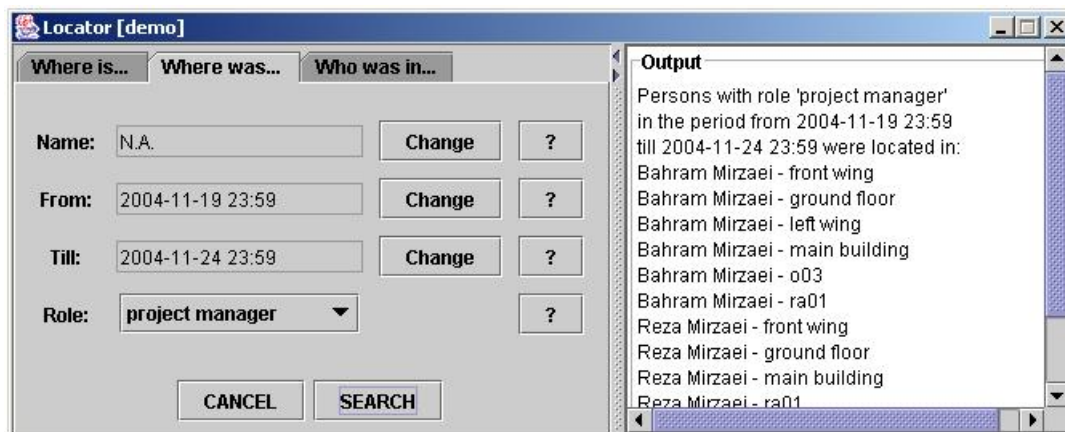 Locator [demo]
Where is... Where was... Who was in...
Name: N.A. Change ?
From: 2004-11-19 23:59 Change ?
Till: 2004-11-24 23:59 Change ?
Role: project manager ?
CANCEL SEARCH
Output
Persons with role 'project manager'
in the period from 2004-11-19 23:59
till 2004-11-24 23:59 were located in:
Bahram Mirzaei - front wing
Bahram Mirzaei - ground floor
Bahram Mirzaei - left wing
Bahram Mirzaei - main building
Bahram Mirzaei - o03
Bahram Mirzaei - ra01
Reza Mirzaei - front wing
Reza Mirzaei - ground floor
Reza Mirzaei - main building
Reza Mirzaei - ra01